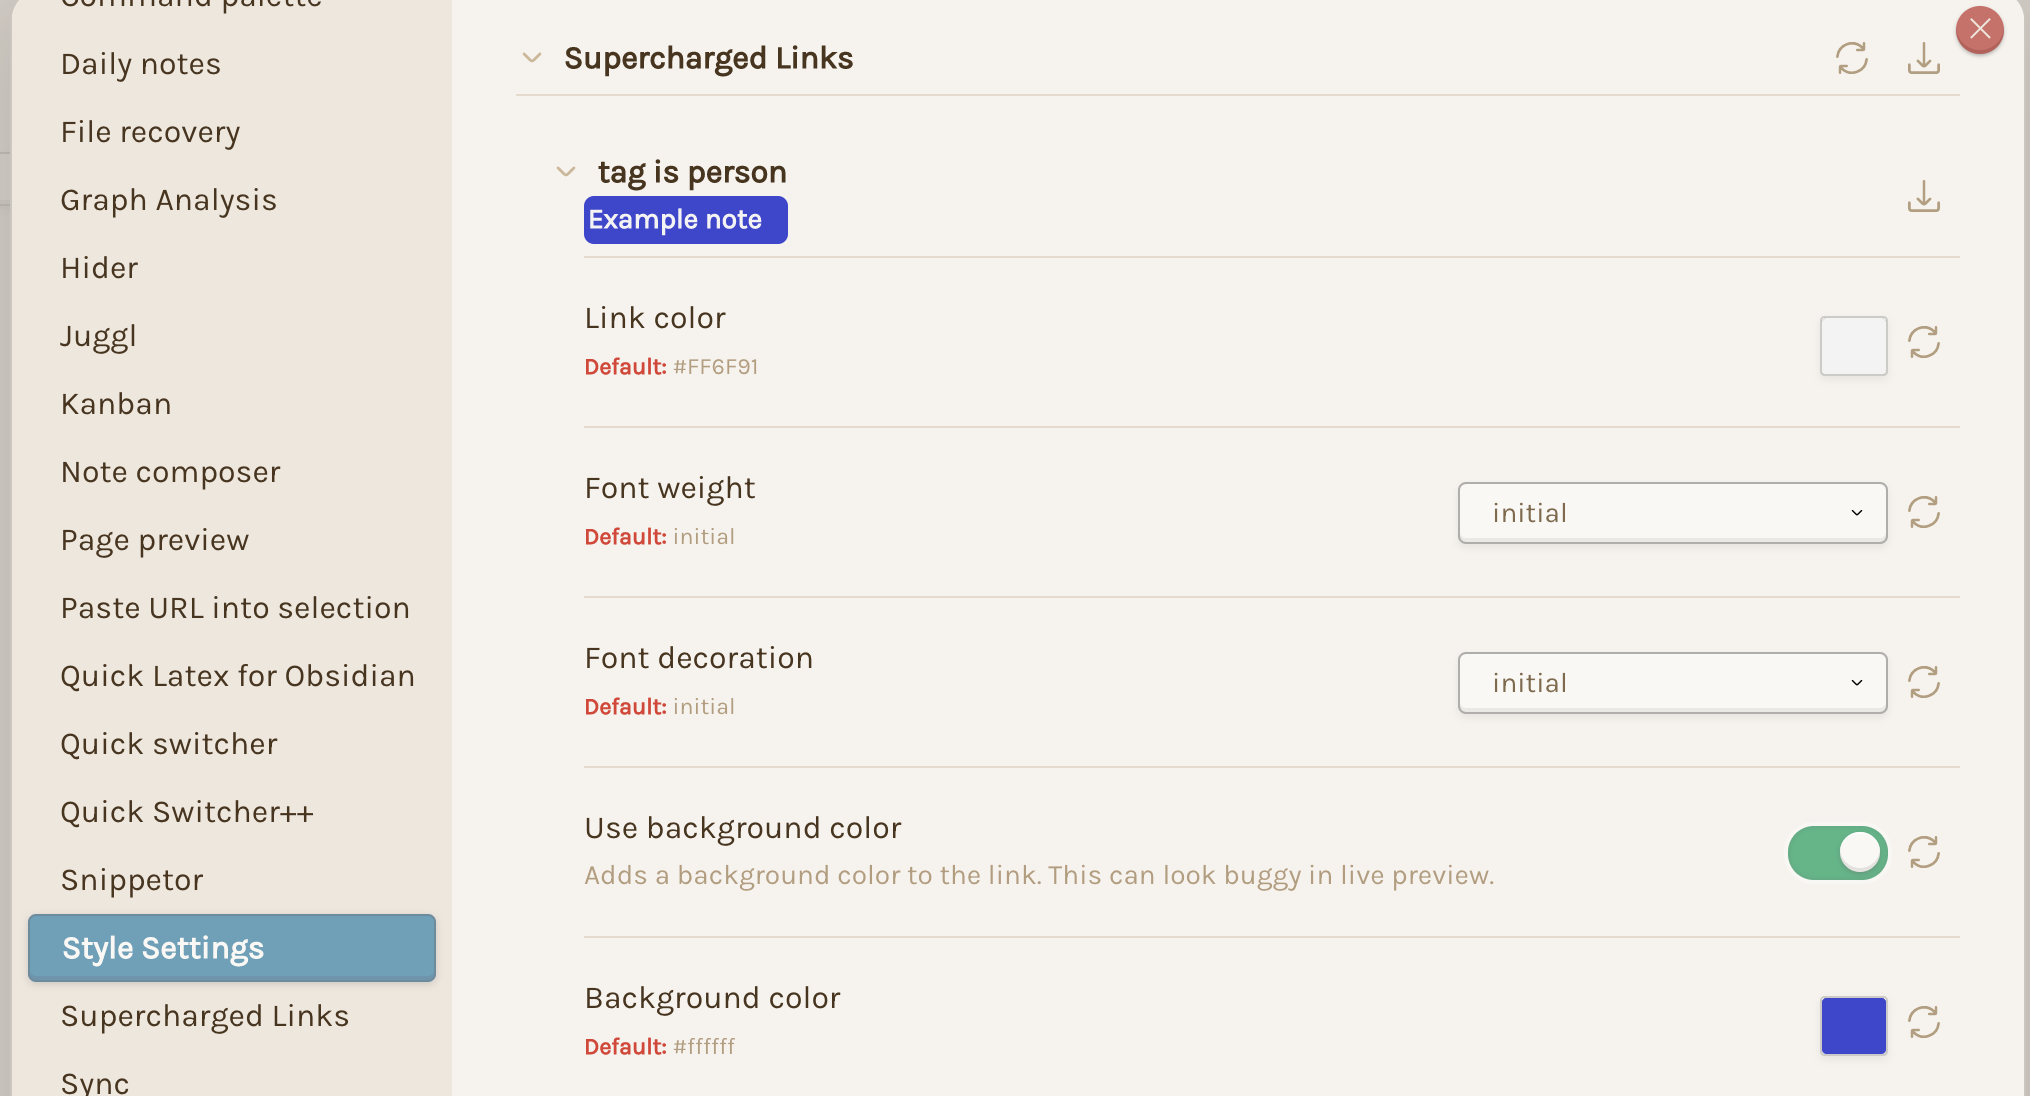 Command palette
Daily notes
File recovery
Graph Analysis
Hider
Juggl
Kanban
Note composer
Page preview
Paste URL into selection
Quick Latex for Obsidian
Quick switcher
Quick Switcher++
Snippetor
Style Settings
Supercharged Links
Sync
Supercharged Links
tag is person
Example note
Link color
Default: #FF6F91
Font weight
Default: initial
initial
Font decoration
Default: initial
initial
Use background color
Adds a background color to the link. This can look buggy in live preview.
Background color
Default: #ffffff